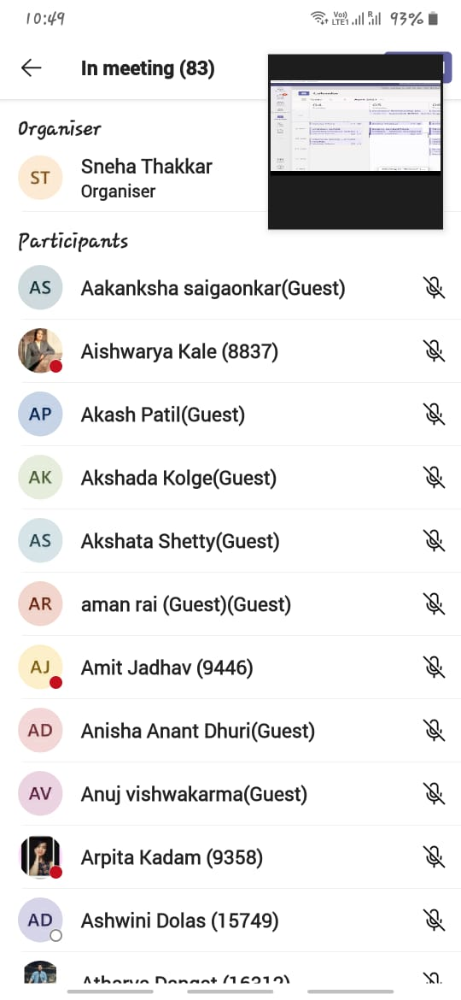 10:49
Vo)) R
LTE1 93%
In meeting (83)
Organiser
ST
Sneha Thakkar
Organiser
Participants
AS Aakanksha saigaonkar(Guest)
Aishwarya Kale (8837)
AP Akash Patil(Guest)
AK Akshada Kolge(Guest)
AS Akshata Shetty(Guest)
AR aman rai (Guest)(Guest)
AJ Amit Jadhav (9446)
AD Anisha Anant Dhuri(Guest)
AV Anuj vishwakarma(Guest)
Arpita Kadam (9358)
AD Ashwini Dolas (15749)
Calendar
04
05